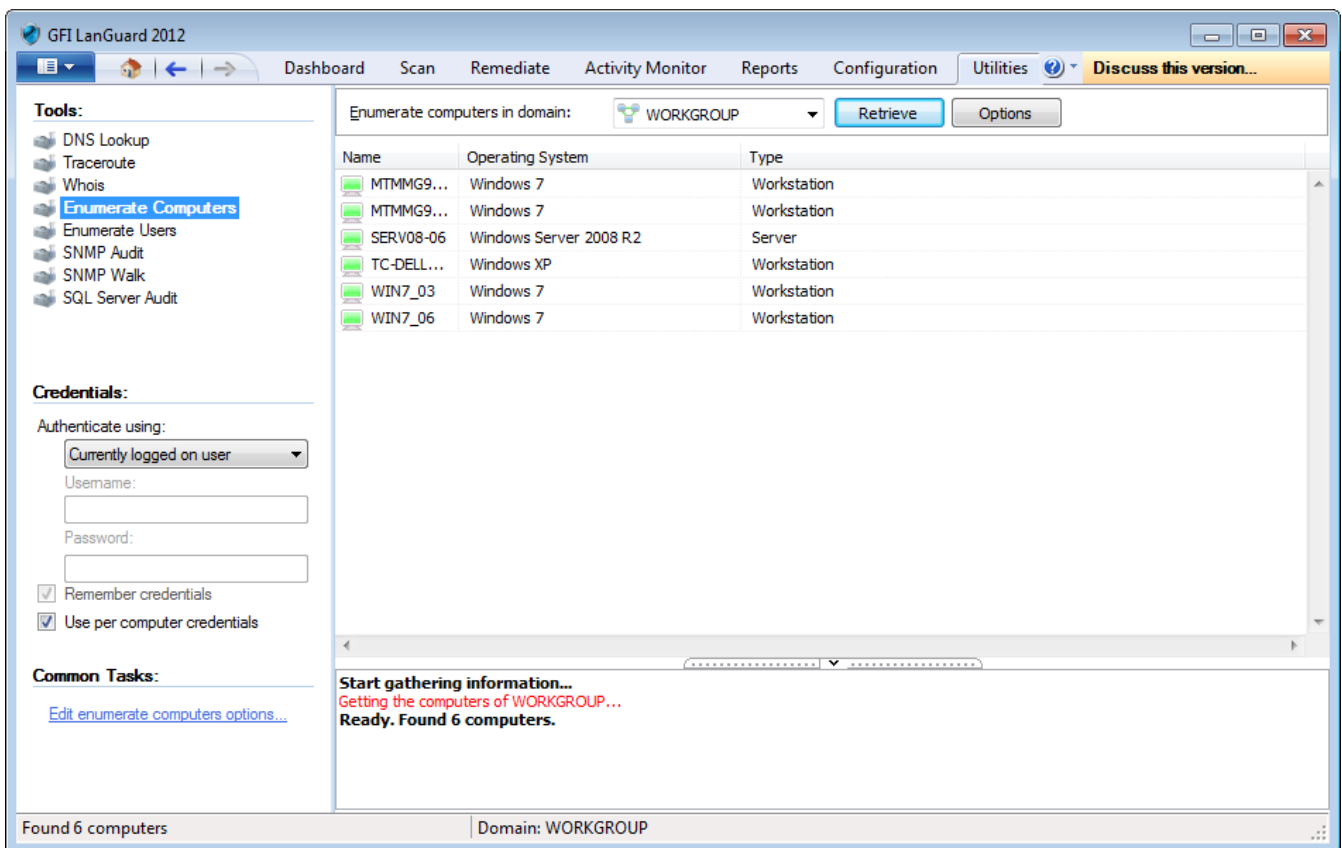 GFI LanGuard 2012
Dashboard Scan Remediate Activity Monitor Reports Configuration Utilities Discuss this version...
Tools:
DNS Lookup
Traceroute
Whois
Enumerate Computers
Enumerate Users
SNMP Audit
SNMP Walk
SQL Server Audit
Credentials:
Authenticate using:
Currently logged on user
Username:
Password:
Remember credentials
Use per computer credentials
Common Tasks:
Edit enumerate computers options...
Enumerate computers in domain: WORKGROUP Retrieve Options
Name Operating System Type
MTMMG9... Windows 7 Workstation
MTMMG9... Windows 7 Workstation
SERV08-06 Windows Server 2008 R2 Server
TC-DELL... Windows XP Workstation
WIN7_03 Windows 7 Workstation
WIN7_06 Windows 7 Workstation
Start gathering information...
Getting the computers of WORKGROUP...
Ready. Found 6 computers.
Found 6 computers Domain: WORKGROUP